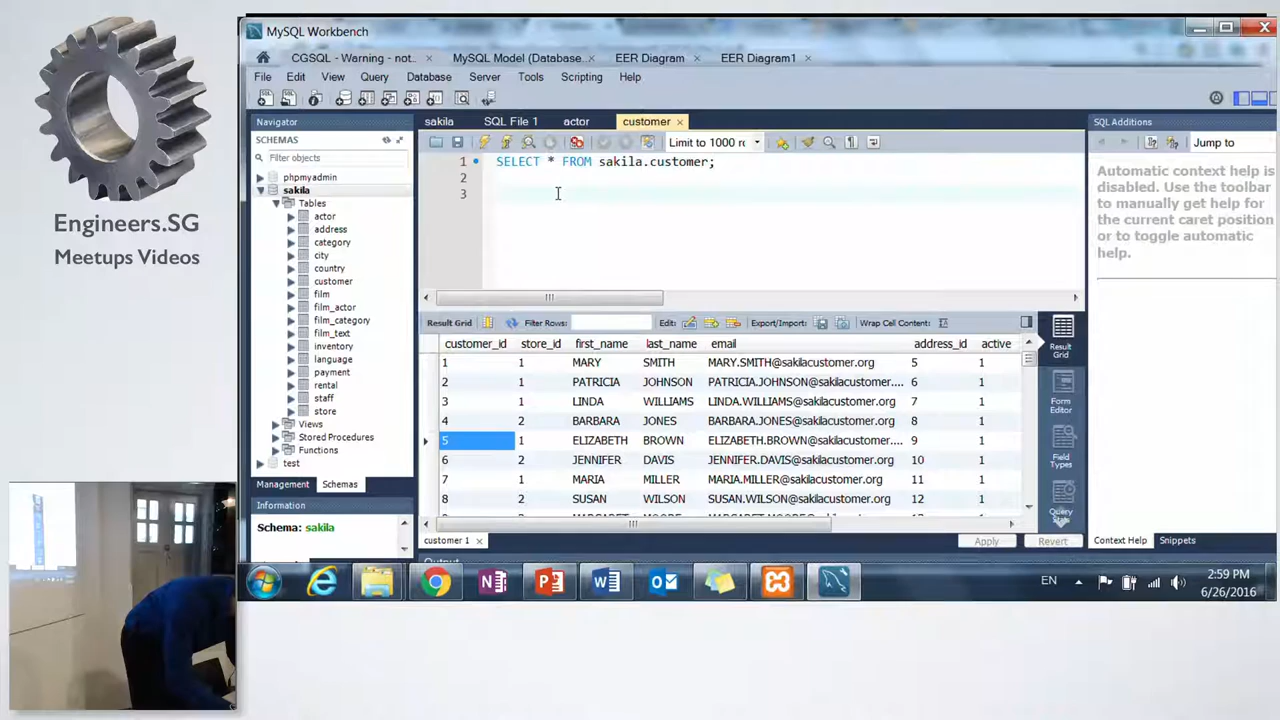 MySQL Workbench
CGSQL - Warning - not.. × MySQL Model (Database.. × EER Diagram × EER Diagram1 ×
File Edit View Query Database Server Tools Scripting Help
Navigator
SCHEMAS
Filter objects
phpmyadmin
sakila
Tables
actor
address
category
city
country
customer
film
film_actor
film_category
film_text
inventory
language
payment
rental
staff
store
Views
Stored Procedures
Functions
test
Management Schemas
Information
Schema: sakila
sakila SQL File 1 actor customer ×
Limit to 1000 r
1 SELECT * FROM sakila.customer;
2
3
Result Grid Filter Rows: Edit: Export/Import: Wrap Cell Content:
customer_id store_id first_name last_name email address_id active
1 1 MARY SMITH MARY.SMITH@sakilacustomer.org 5 1
2 1 PATRICIA JOHNSON PATRICIA.JOHNSON@sakilacustomer.... 6 1
3 1 LINDA WILLIAMS LINDA.WILLIAMS@sakilacustomer.org 7 1
4 2 BARBARA JONES BARBARA.JONES@sakilacustomer.org 8 1
5 1 ELIZABETH BROWN ELIZABETH.BROWN@sakilacustomer.... 9 1
6 2 JENNIFER DAVIS JENNIFER.DAVIS@sakilacustomer.org 10 1
7 1 MARIA MILLER MARIA.MILLER@sakilacustomer.org 11 1
8 2 SUSAN WILSON SUSAN.WILSON@sakilacustomer.org 12 1
customer 1 ×
Apply Revert
Output
Result Grid
Form Editor
Field Types
Query Stats
SQL Additions
Jump to
Automatic context help is
disabled. Use the toolbar
to manually get help for
the current caret position
or to toggle automatic
help.
Context Help Snippets
EN
2:59 PM
6/26/2016
Engineers.SG
Meetups Videos